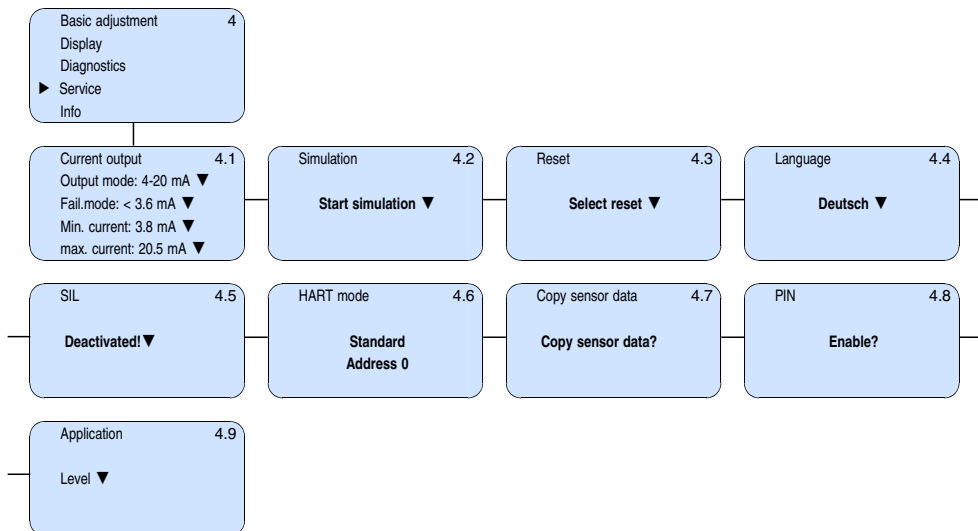 Basic adjustment 4
Display
Diagnostics
▶ Service
Info
Current output 4.1
Output mode: 4-20 mA ▼
Fail.mode: < 3.6 mA ▼
Min. current: 3.8 mA ▼
max. current: 20.5 mA ▼
Simulation 4.2
Start simulation ▼
Reset 4.3
Select reset ▼
Language 4.4
Deutsch ▼
SIL 4.5
Deactivated! ▼
HART mode 4.6
Standard
Address 0
Copy sensor data 4.7
Copy sensor data?
PIN 4.8
Enable?
Application 4.9
Level ▼